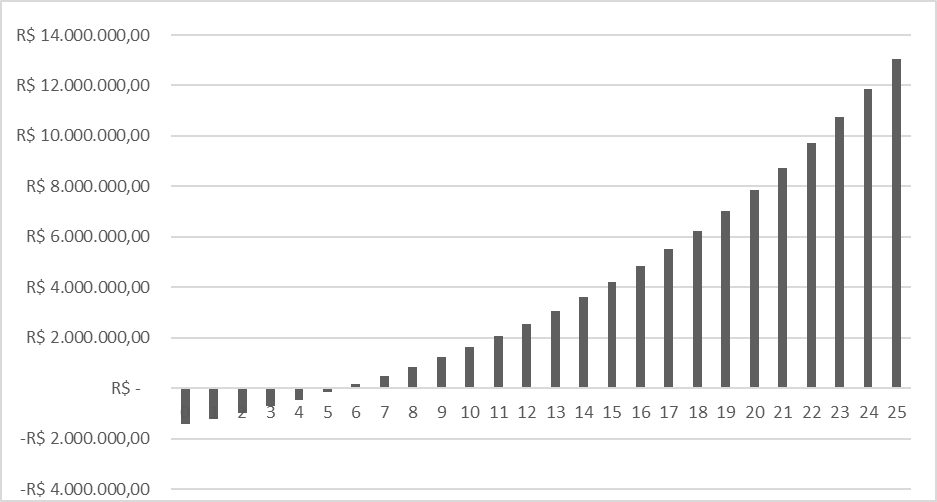 R$ 14.000.000,00
R$ 12.000.000,00
R$ 10.000.000,00
R$ 8.000.000,00
R$ 6.000.000,00
R$ 4.000.000,00
R$ 2.000.000,00
R$ -
0 1 2 3 4 5 6 7 8 9 10 11 12 13 14 15 16 17 18 19 20 21 22 23 24 25
-R$ 2.000.000,00
-R$ 4.000.000,00